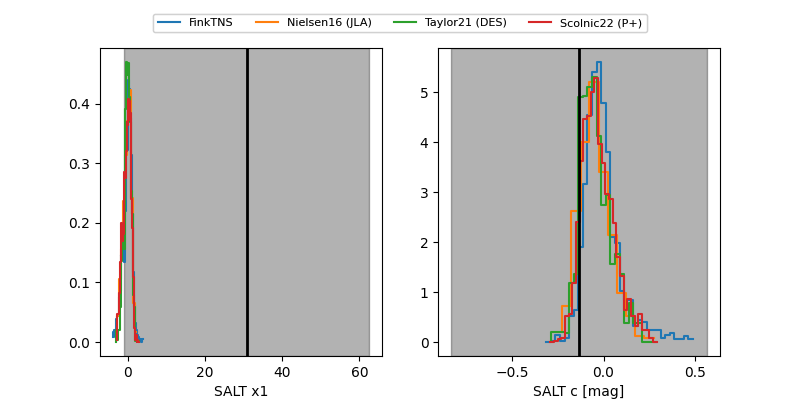 FinkTNS Nielsen16 (JLA) Taylor21 (DES) Scolnic22 (P+)
0.4
0.3
0.2
0.1
0.0
0 20 40 60
SALT x1
5
4
3
2
1
0
−0.5 0.0 0.5
SALT c [mag]